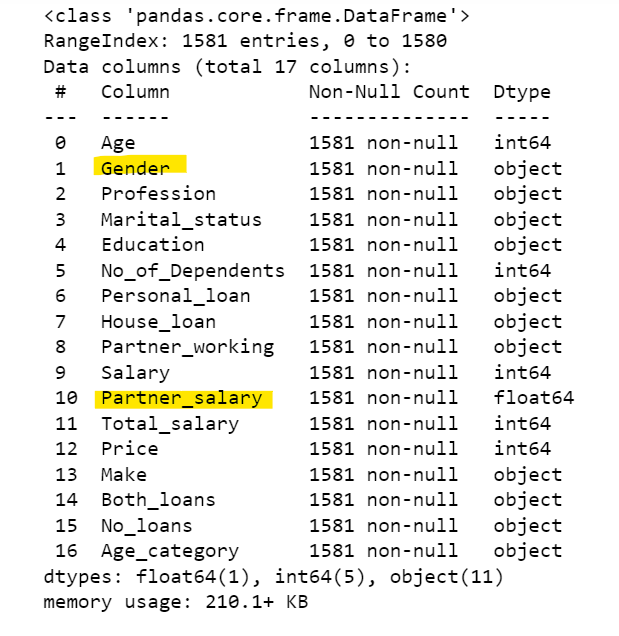 <class 'pandas.core.frame.DataFrame'>
RangeIndex: 1581 entries, 0 to 1580
Data columns (total 17 columns):
 #   Column            Non-Null Count  Dtype
---  ------            --------------  -----
 0   Age               1581 non-null   int64
 1   Gender            1581 non-null   object
 2   Profession        1581 non-null   object
 3   Marital_status    1581 non-null   object
 4   Education         1581 non-null   object
 5   No_of_Dependents  1581 non-null   int64
 6   Personal_loan     1581 non-null   object
 7   House_loan        1581 non-null   object
 8   Partner_working   1581 non-null   object
 9   Salary            1581 non-null   int64
 10  Partner_salary    1581 non-null   float64
 11  Total_salary      1581 non-null   int64
 12  Price             1581 non-null   int64
 13  Make              1581 non-null   object
 14  Both_loans        1581 non-null   object
 15  No_loans          1581 non-null   object
 16  Age_category      1581 non-null   object
dtypes: float64(1), int64(5), object(11)
memory usage: 210.1+ KB